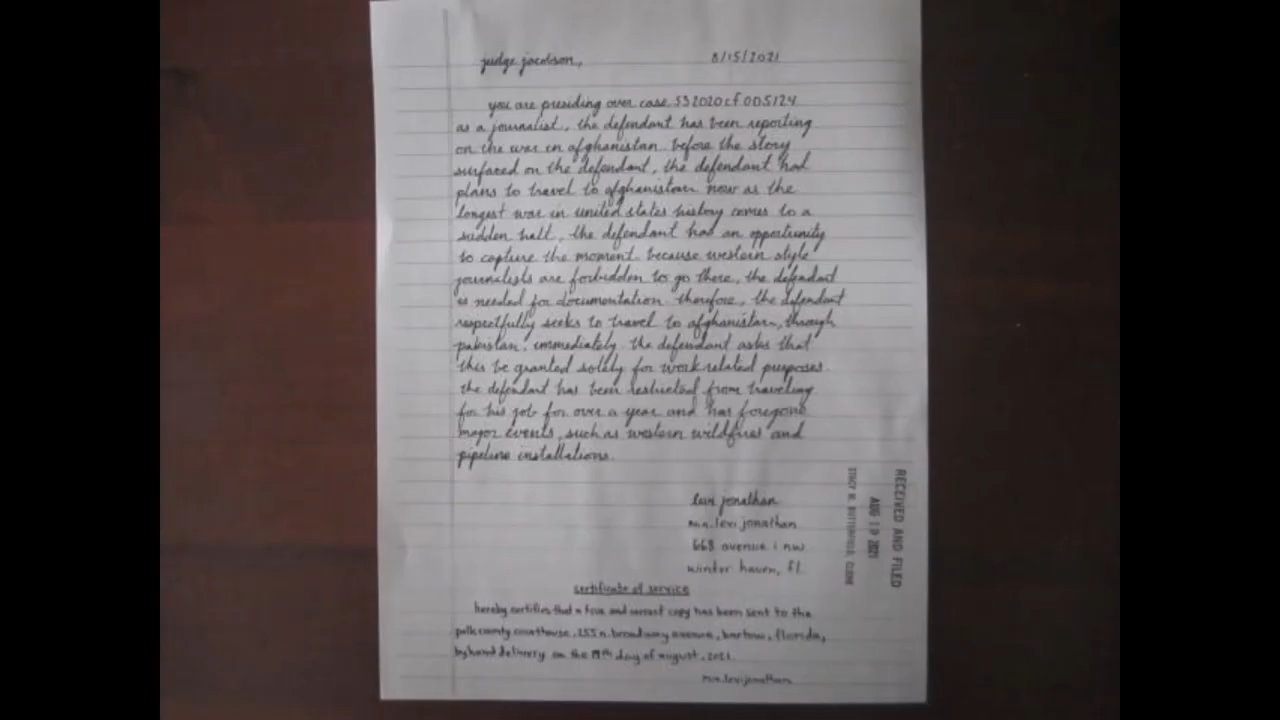 judge jacobson, 8/15/2021
you are presiding over case 532020cf005124
as a journalist, the defendant has been reporting
on the war in afghanistan. before the story
surfaced on the defendant, the defendant had
plans to travel to afghanistan. now as the
longest war in united states history comes to a
sudden halt, the defendant has an opportunity
to capture the moment. because western style
journalists are forbidden to go there, the defendant
is needed for documentation. therefore, the defendant
respectfully seeks to travel to afghanistan, through
pakistan, immediately. the defendant asks that
this be granted solely for work related purposes.
the defendant has been restricted from traveling
for his job for over a year and has foregone
major events, such as western wildfires and
pipeline installations.
levi jonathan
min.levi jonathan
668 avenue i nw
winter haven, fl.
certificate of service
hereby certifies that a true and correct copy has been sent to the
polk county courthouse, 255 n. broadway avenue, bartow, florida,
by hand delivery on the 19th day of august, 2021.
min.levi jonathan
RECEIVED AND FILED
AUG 19 2021
STACY M. BUTTERFIELD, CLERK